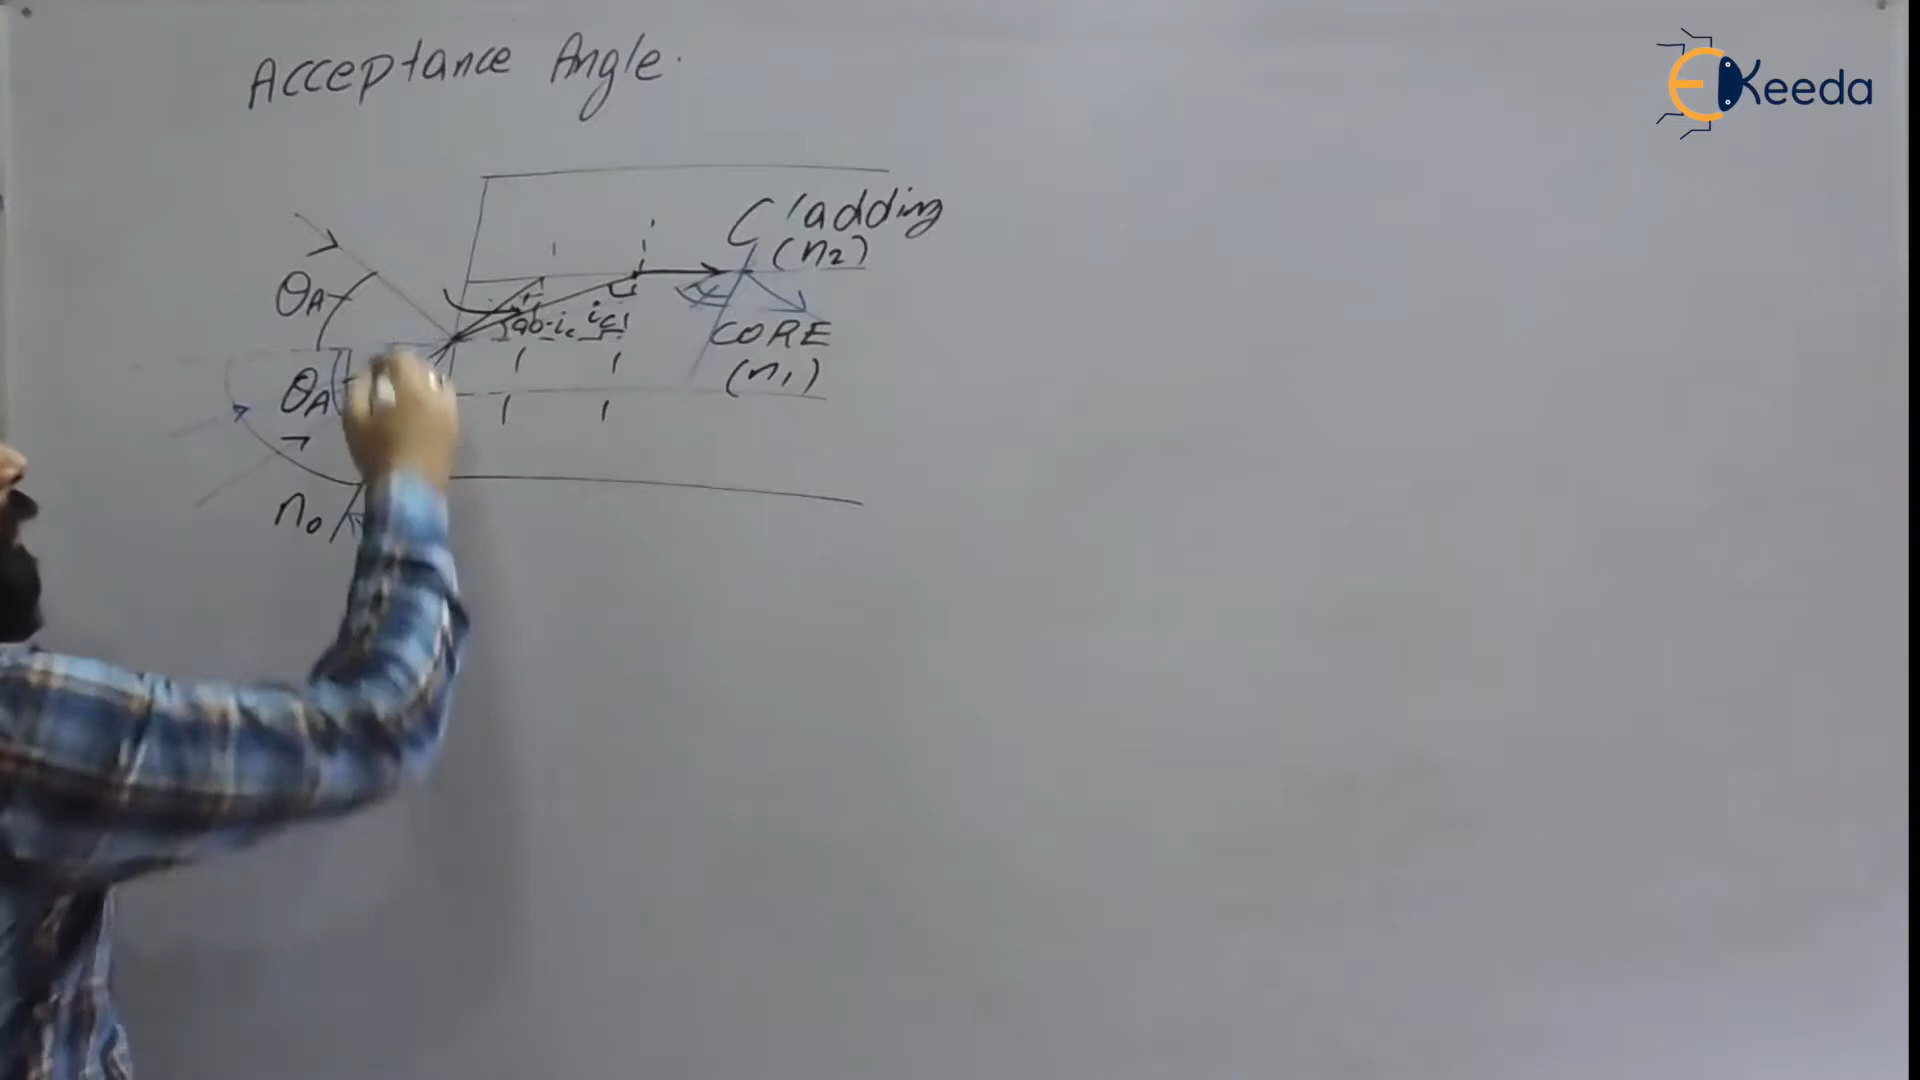 Acceptance Angle.
EKeeda
Cladding
(n2)
θA
90-ic
ic
CORE
(n1)
θA
n0